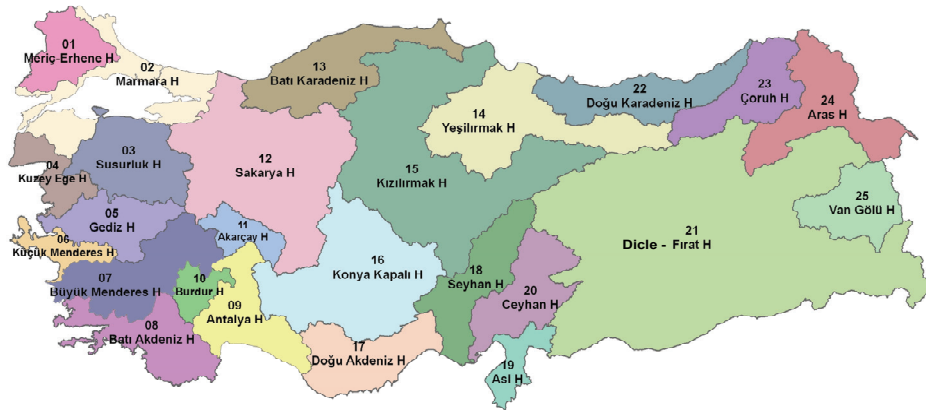 01
Meriç-Erhene H
02
Marmara H
03
Susurluk H
04
Kuzey Ege H
05
Gediz H
06
Küçük Menderes H
07
Büyük Menderes H
08
Batı Akdeniz H
09
Antalya H
10
Burdur H
11
Akarçay H
12
Sakarya H
13
Batı Karadeniz H
14
Yeşilırmak H
15
Kızılırmak H
16
Konya Kapalı H
17
Doğu Akdeniz H
18
Seyhan H
19
Asi H
20
Ceyhan H
21
Dicle - Fırat H
22
Doğu Karadeniz H
23
Çoruh H
24
Aras H
25
Van Gölü H